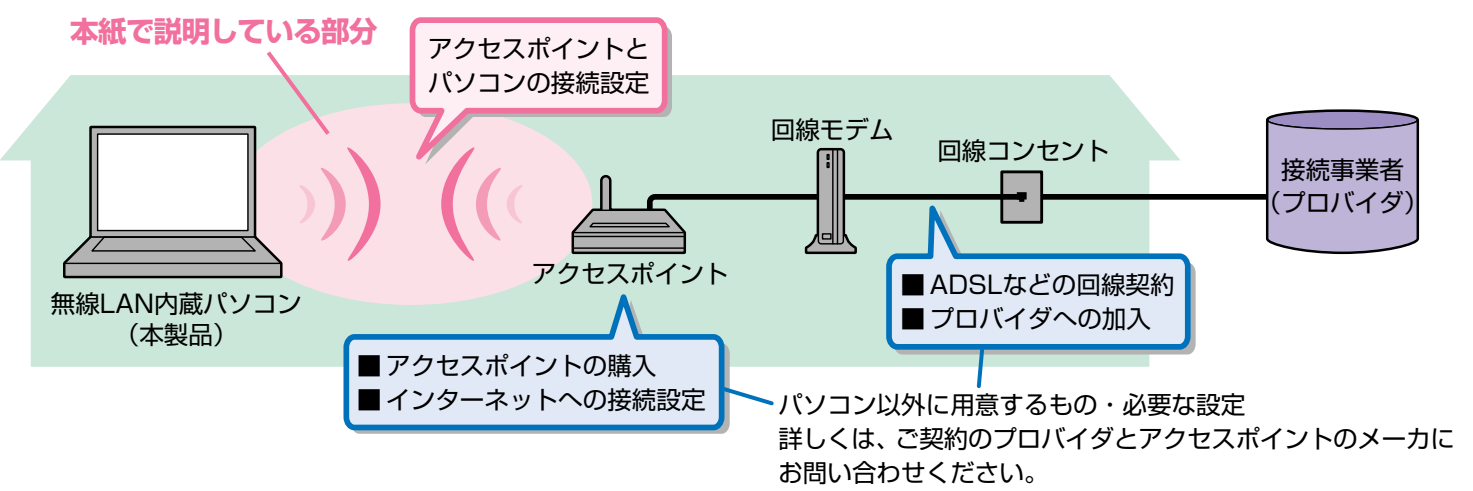 本紙で説明している部分
アクセスポイントと
パソコンの接続設定
回線モデム
回線コンセント
接続事業者
（プロバイダ）
アクセスポイント
無線LAN内蔵パソコン
（本製品）
■ ADSLなどの回線契約
■ プロバイダへの加入
■ アクセスポイントの購入
■ インターネットへの接続設定
パソコン以外に用意するもの・必要な設定
詳しくは、ご契約のプロバイダとアクセスポイントのメーカに
お問い合わせください。